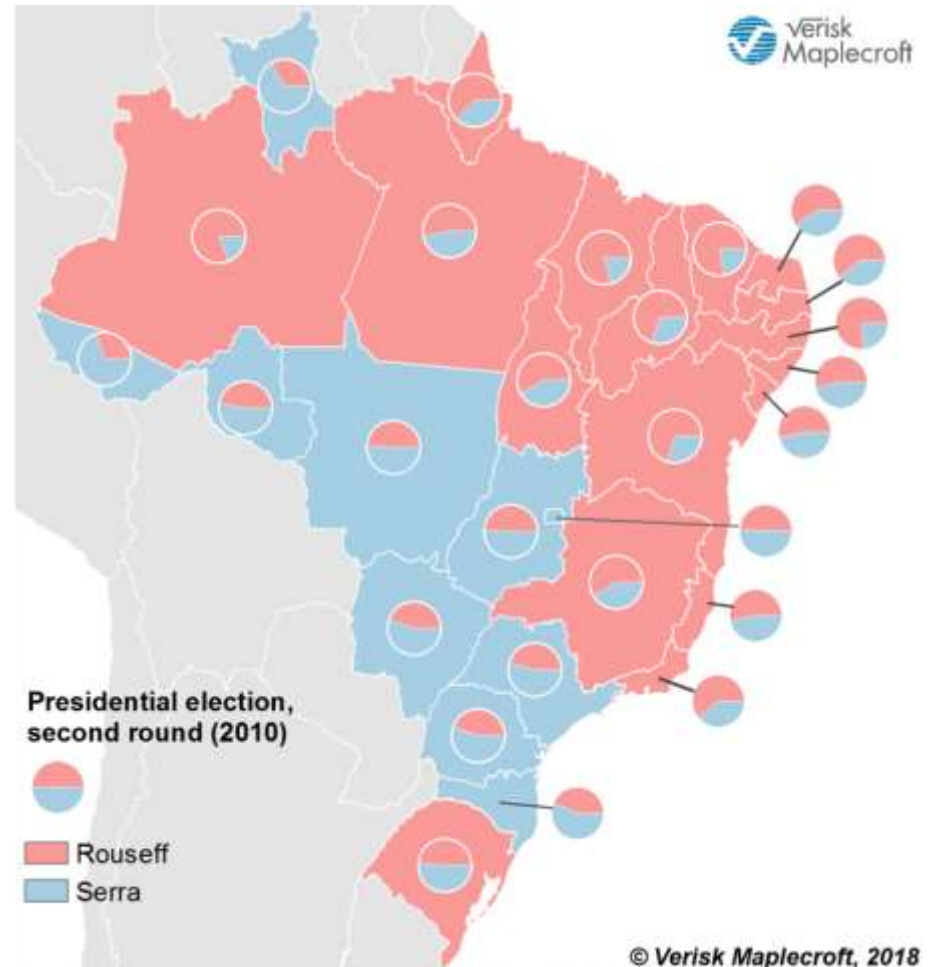 Verisk
Maplecroft
Presidential election,
second round (2010)
Rouseff
Serra
© Verisk Maplecroft, 2018